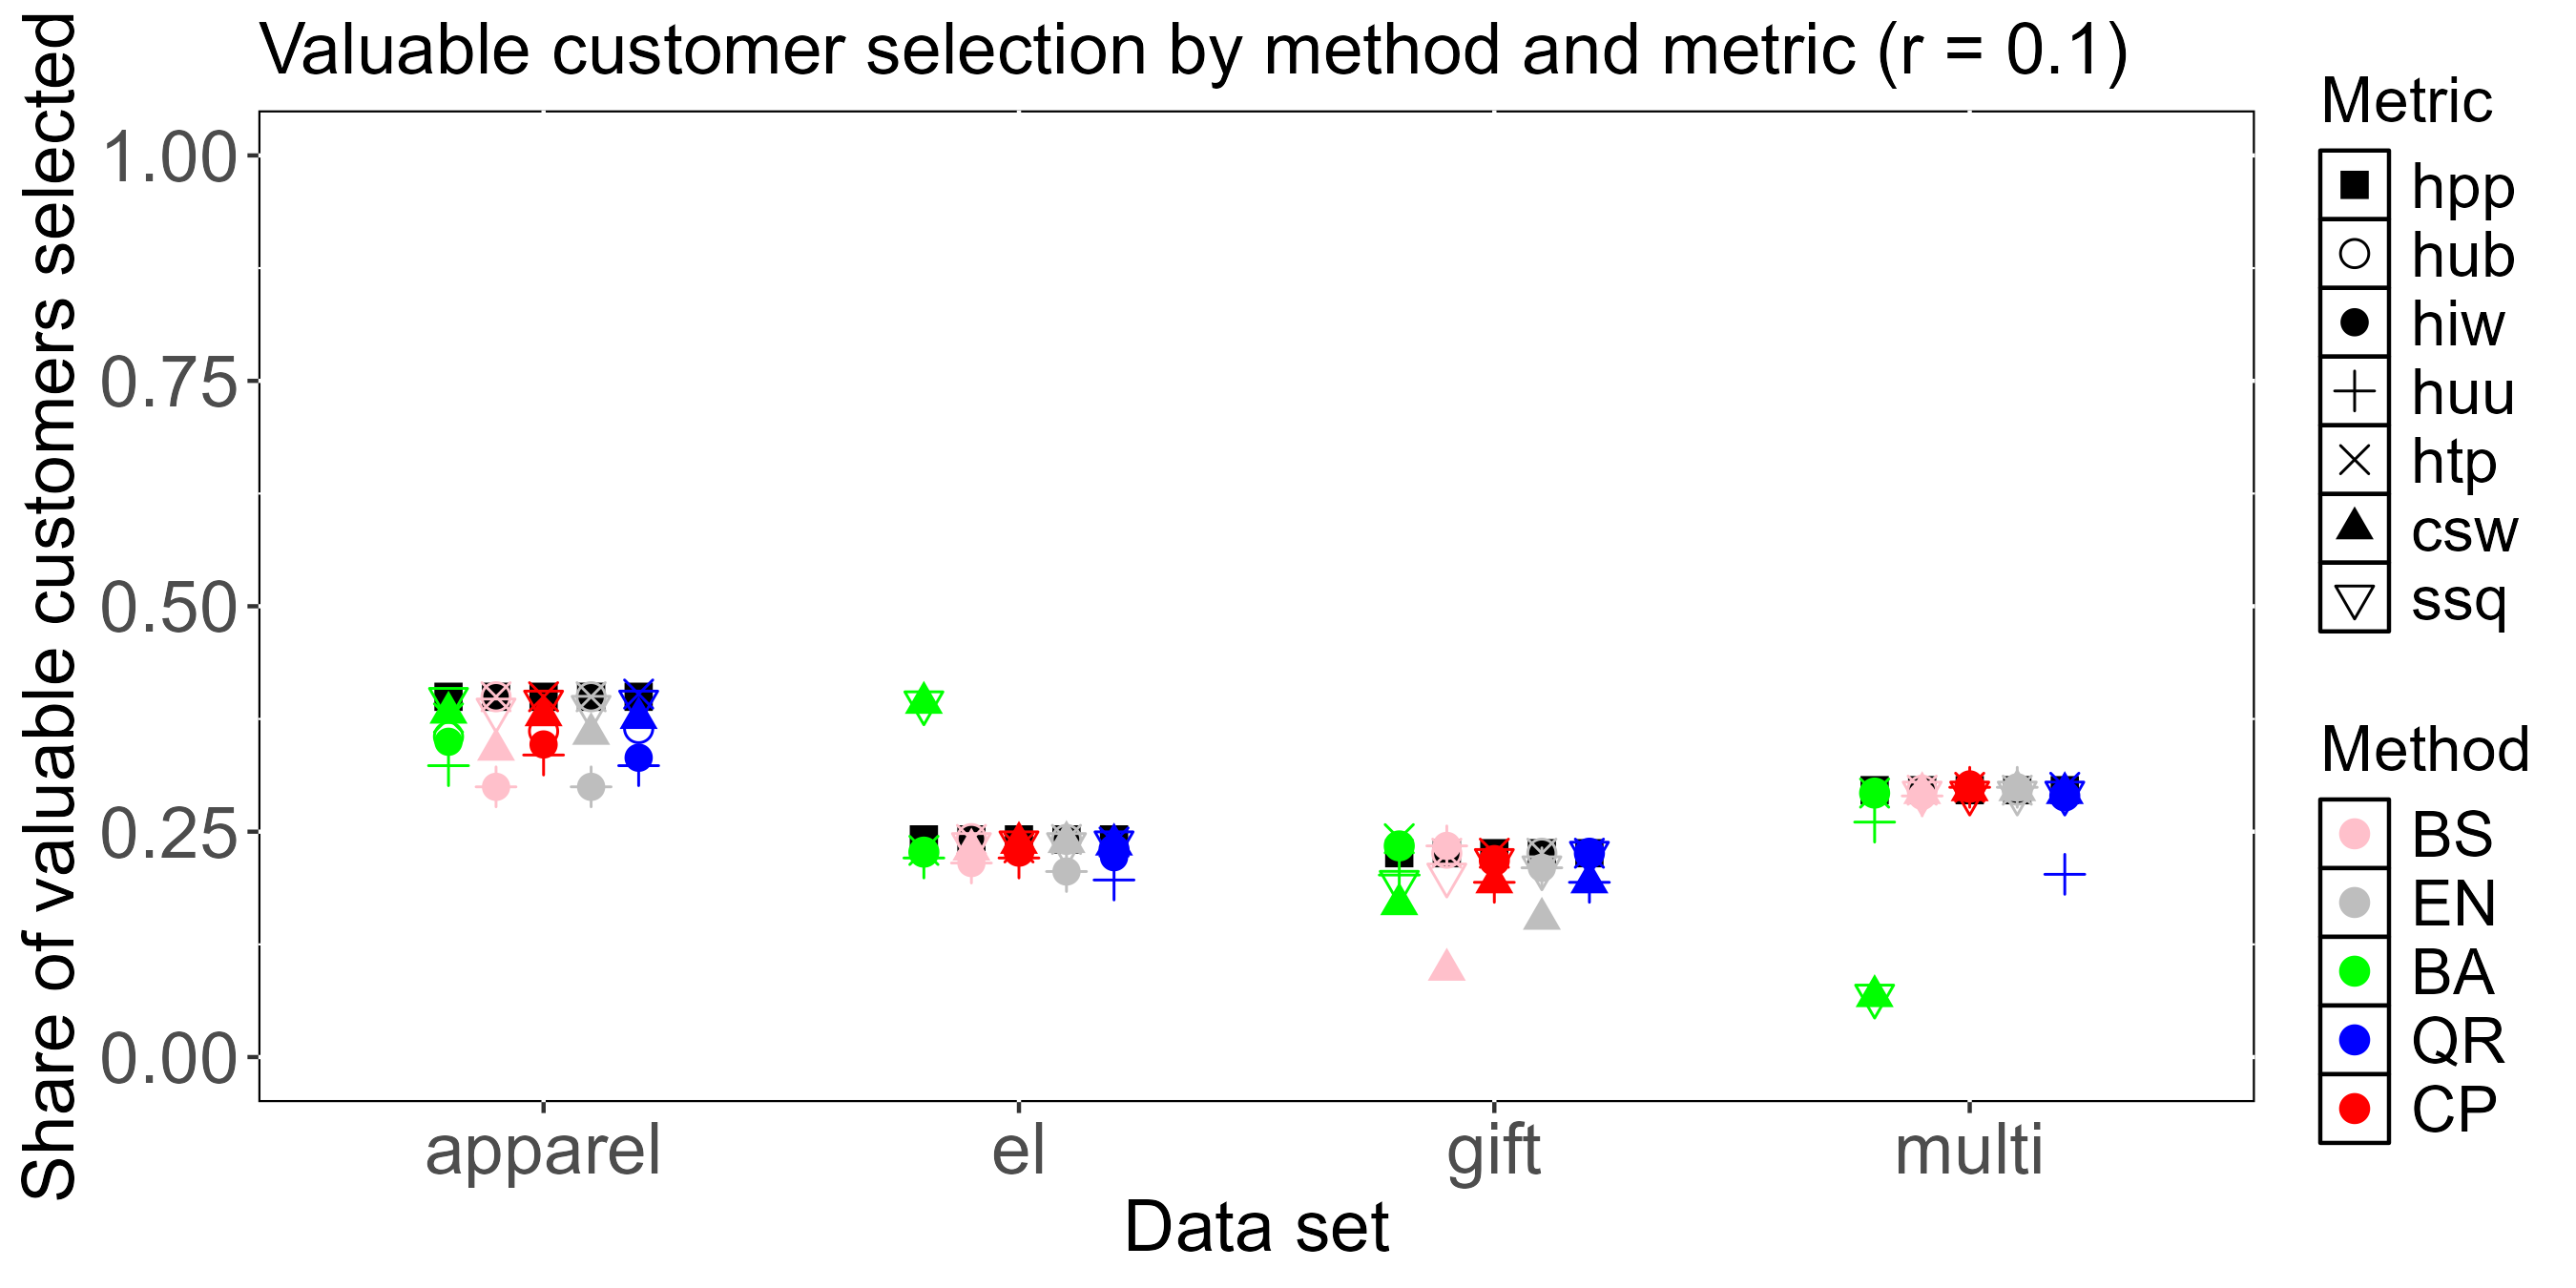 Valuable customer selection by method and metric (r = 0.1)
Share of valuable customers selected
1.00
0.75
0.50
0.25
0.00
apparel
el
gift
multi
Data set
Metric
hpp
hub
hiw
huu
htp
csw
ssq
Method
BS
EN
BA
QR
CP